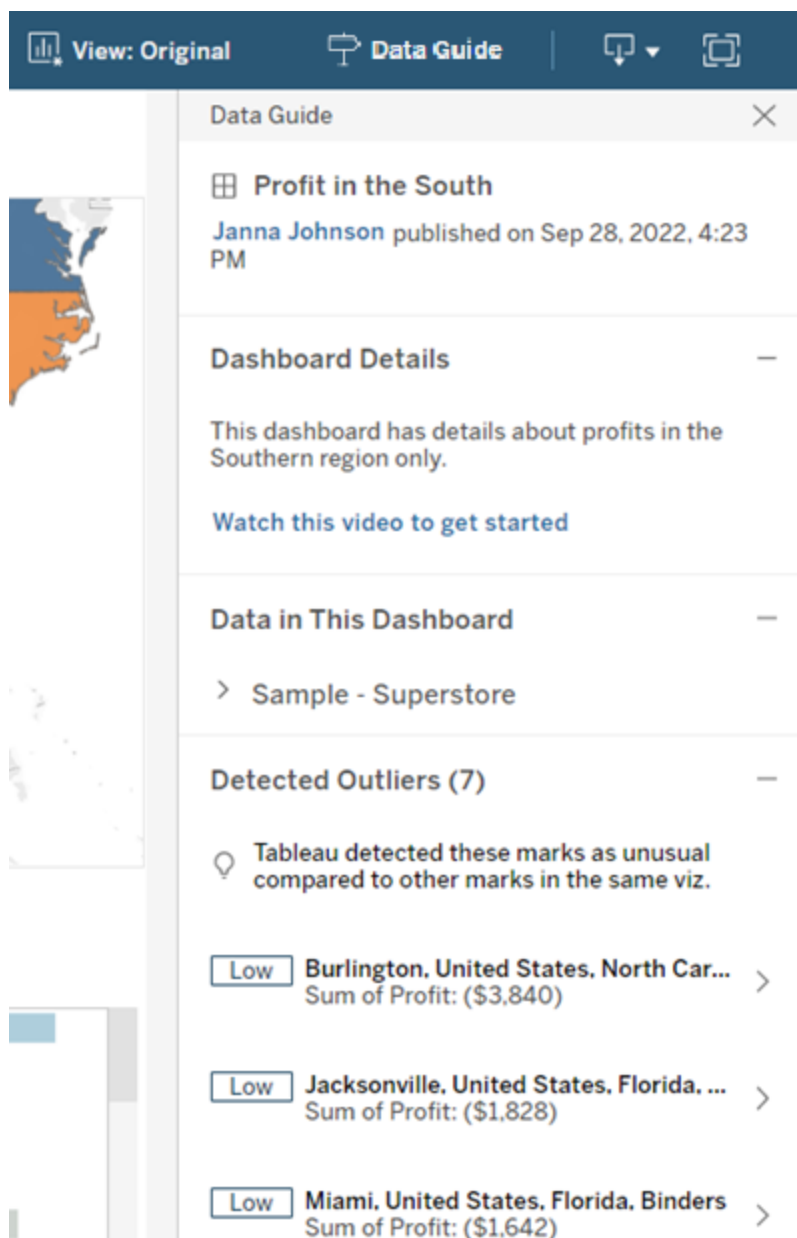 View: Original
Data Guide
Data Guide
Profit in the South
Janna Johnson published on Sep 28, 2022, 4:23
PM
Dashboard Details
This dashboard has details about profits in the
Southern region only.
Watch this video to get started
Data in This Dashboard
Sample - Superstore
Detected Outliers (7)
Tableau detected these marks as unusual
compared to other marks in the same viz.
Low
Burlington, United States, North Car...
Sum of Profit: ($3,840)
Low
Jacksonville, United States, Florida, ...
Sum of Profit: ($1,828)
Low
Miami, United States, Florida, Binders
Sum of Profit: ($1,642)